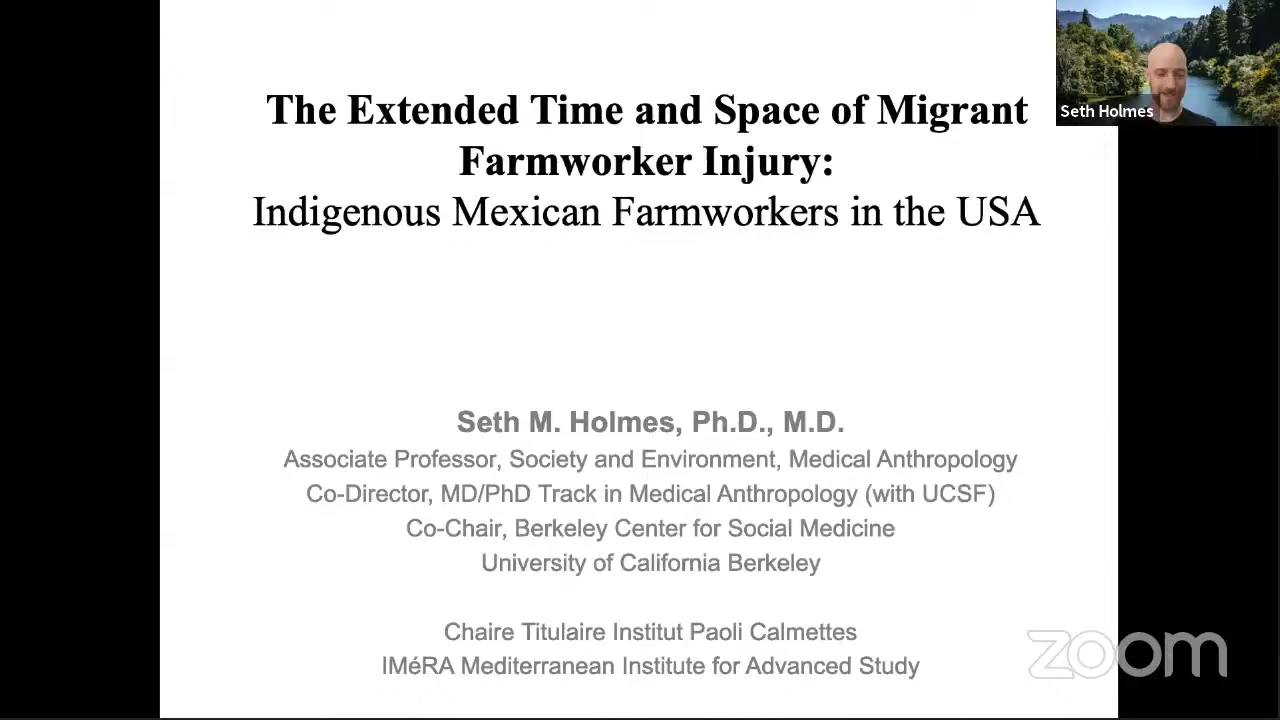 The Extended Time and Space of Migrant
Farmworker Injury:
Indigenous Mexican Farmworkers in the USA
Seth Holmes
Seth M. Holmes, Ph.D., M.D.
Associate Professor, Society and Environment, Medical Anthropology
Co-Director, MD/PhD Track in Medical Anthropology (with UCSF)
Co-Chair, Berkeley Center for Social Medicine
University of California Berkeley
Chaire Titulaire Institut Paoli Calmettes
IMéRA Mediterranean Institute for Advanced Study
zoom